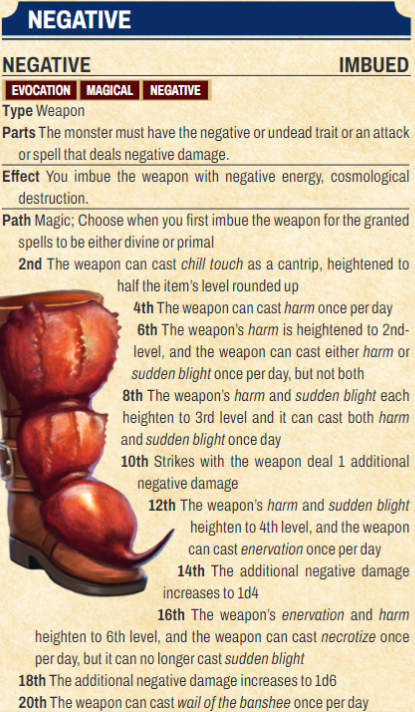 NEGATIVE
NEGATIVE IMBUED
EVOCATION MAGICAL NEGATIVE
Type Weapon
Parts The monster must have the negative or undead trait or an attack
or spell that deals negative damage.
Effect You imbue the weapon with negative energy, cosmological
destruction.
Path Magic; Choose when you first imbue the weapon for the granted
spells to be either divine or primal
2nd The weapon can cast chill touch as a cantrip, heightened to
half the item's level rounded up
4th The weapon can cast harm once per day
6th The weapon's harm is heightened to 2nd-
level, and the weapon can cast either harm or
sudden blight once per day, but not both
8th The weapon's harm and sudden blight each
heighten to 3rd level and it can cast both harm
and sudden blight once day
10th Strikes with the weapon deal 1 additional
negative damage
12th The weapon's harm and sudden blight
heighten to 4th level, and the weapon
can cast enervation once per day
14th The additional negative damage
increases to 1d4
16th The weapon's enervation and harm
heighten to 6th level, and the weapon can cast necrotize once
per day, but it can no longer cast sudden blight
18th The additional negative damage increases to 1d6
20th The weapon can cast wail of the banshee once per day